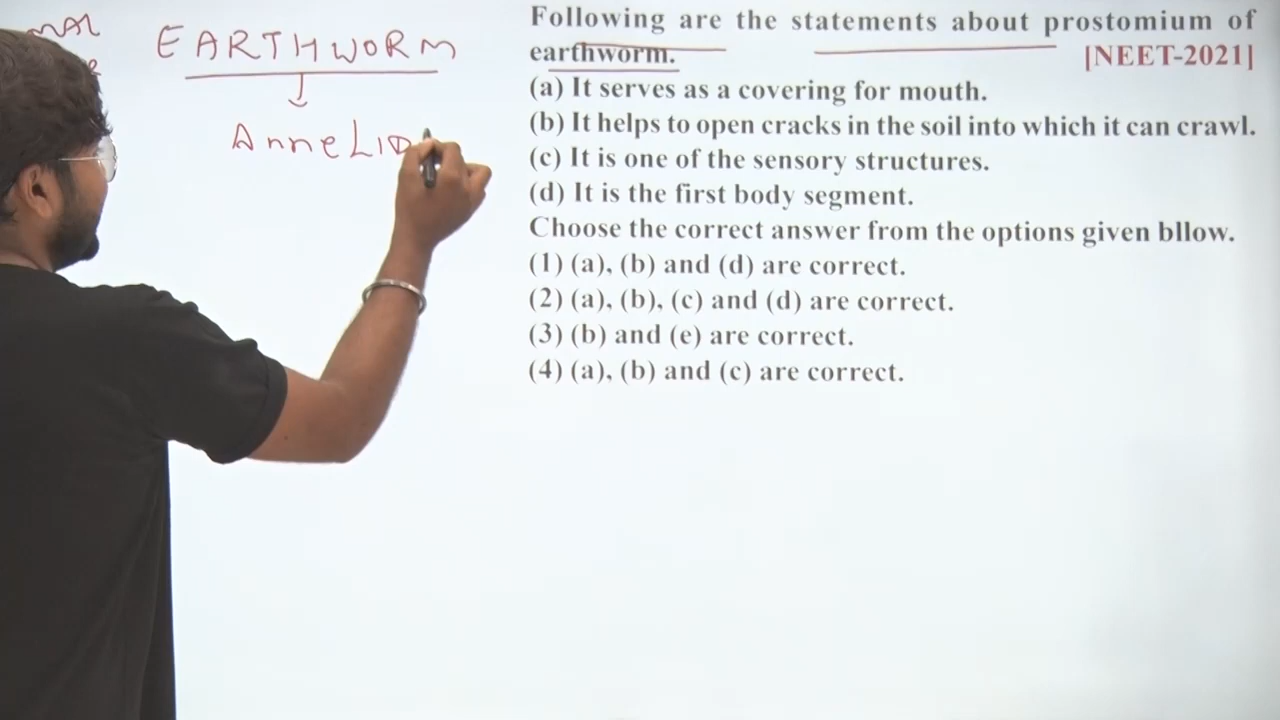 EARTHWORM
AnneLID
Following are the statements about prostomium of
earthworm. [NEET-2021]
(a) It serves as a covering for mouth.
(b) It helps to open cracks in the soil into which it can crawl.
(c) It is one of the sensory structures.
(d) It is the first body segment.
Choose the correct answer from the options given bllow.
(1) (a), (b) and (d) are correct.
(2) (a), (b), (c) and (d) are correct.
(3) (b) and (e) are correct.
(4) (a), (b) and (c) are correct.